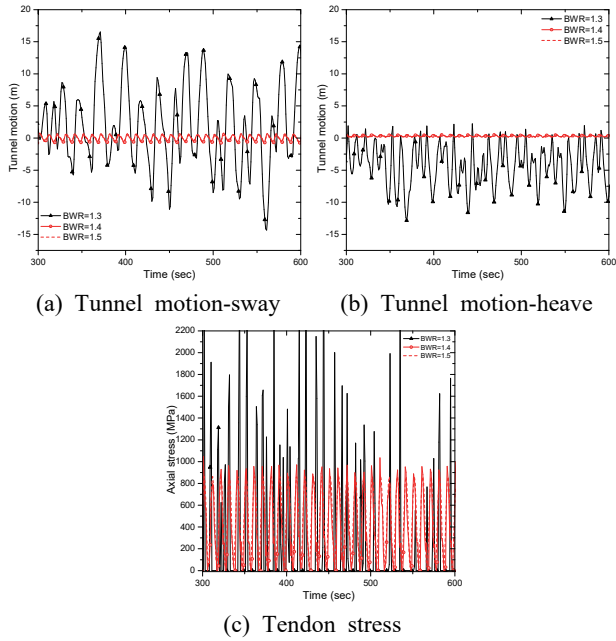 20
15
10
5
0
-5
-10
-15
Tunnel motion (m)
BWR=1.3
BWR=1.4
BWR=1.5
300 400 500 600
Time (sec)
(a) Tunnel motion-sway
20
15
10
5
0
-5
-10
-15
Tunnel motion (m)
BWR=1.3
BWR=1.4
BWR=1.5
300 400 500 600
Time (sec)
(b) Tunnel motion-heave
2200
2000
1800
1600
1400
1200
1000
800
600
400
200
0
Axial stress (MPa)
BWR=1.3
BWR=1.4
BWR=1.5
300 400 500 600
Time (sec)
(c) Tendon stress